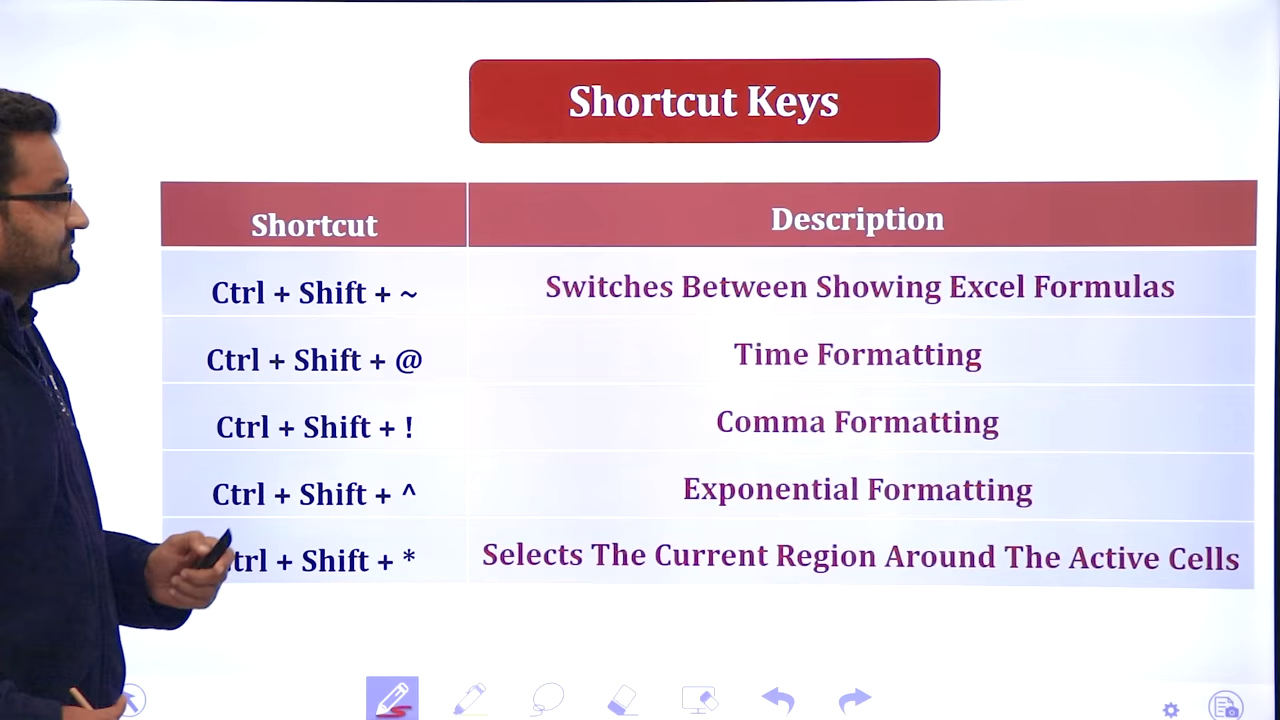 Shortcut Keys
Shortcut Description
Ctrl + Shift + ~ Switches Between Showing Excel Formulas
Ctrl + Shift + @ Time Formatting
Ctrl + Shift + ! Comma Formatting
Ctrl + Shift + ^ Exponential Formatting
trl + Shift + * Selects The Current Region Around The Active Cells